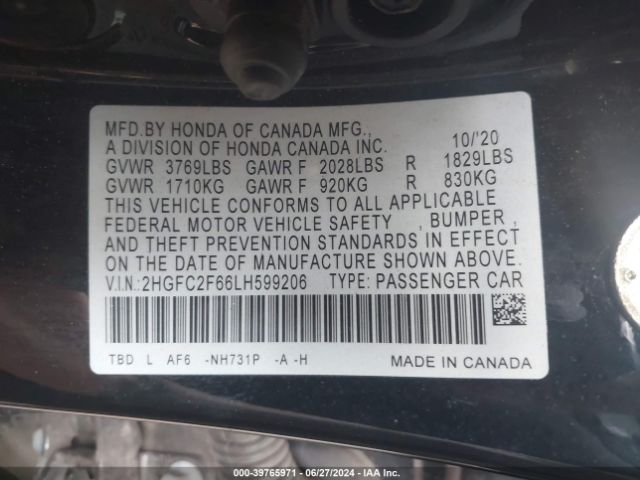 MFD.BY HONDA OF CANADA MFG.,
A DIVISION OF HONDA CANADA INC. 10/'20
GVWR 3769LBS GAWR F 2028LBS R 1829LBS
GVWR 1710KG GAWR F 920KG R 830KG
THIS VEHICLE CONFORMS TO ALL APPLICABLE
FEDERAL MOTOR VEHICLE SAFETY , BUMPER ,
AND THEFT PREVENTION STANDARDS IN EFFECT
ON THE DATE OF MANUFACTURE SHOWN ABOVE.
V.I.N.:2HGFC2F66LH599206 TYPE: PASSENGER CAR
TBD L AF6 -NH731P -A -H MADE IN CANADA
000-39765971 | 06/27/2024 | IAA Inc.